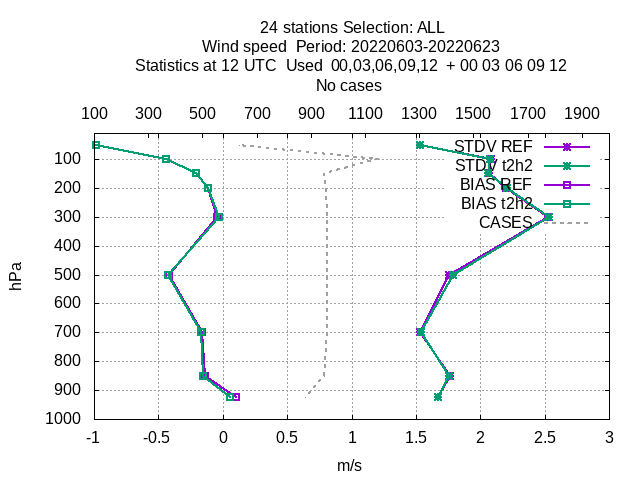 24 stations Selection: ALL
Wind speed  Period: 20220603-20220623
Statistics at 12 UTC  Used  00,03,06,09,12  + 00 03 06 09 12
No cases
100 300 500 700 900 1100 1300 1500 1700 1900
STDV REF
STDV t2h2
BIAS REF
BIAS t2h2
CASES
100
200
300
400
500
600
700
800
900
1000
hPa
-1 -0.5 0 0.5 1 1.5 2 2.5 3
m/s